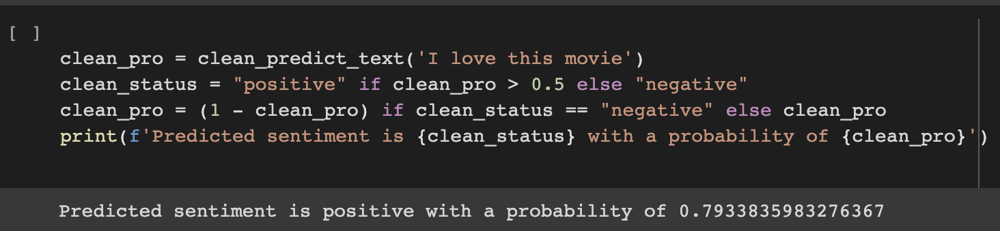 [ ]
clean_pro = clean_predict_text('I love this movie')
clean_status = "positive" if clean_pro > 0.5 else "negative"
clean_pro = (1 - clean_pro) if clean_status == "negative" else clean_pro
print(f'Predicted sentiment is {clean_status} with a probability of {clean_pro}')
Predicted sentiment is positive with a probability of 0.7933835983276367